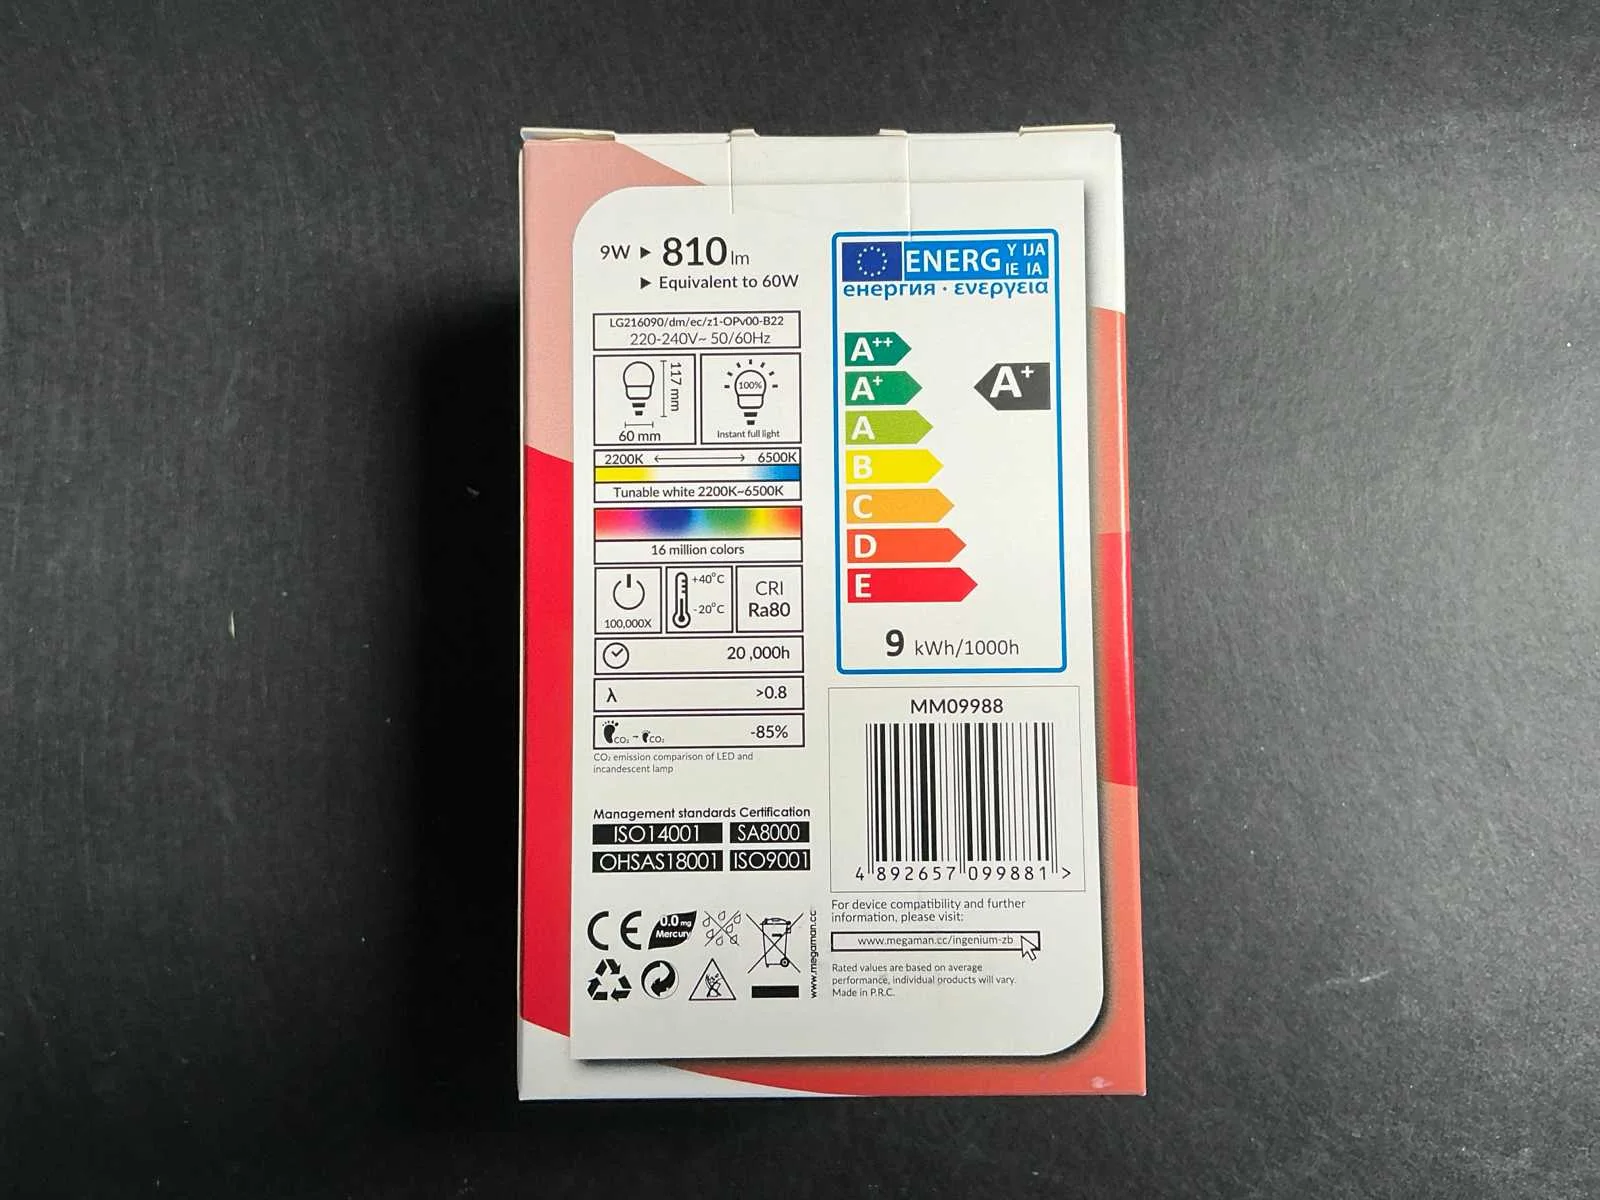 9W ▶ 810 lm
▶ Equivalent to 60W
LG216090/dm/ec/z1-OPv00-B22
220-240V~ 50/60Hz
117 mm
60 mm
100%
Instant full light
2200K ⟷ 6500K
Tunable white 2200K~6500K
16 million colors
100,000X
+40°C
-20°C
CRI
Ra80
20 ,000h
λ >0.8
CO₂ → CO₂ -85%
CO₂ emission comparison of LED and
incandescent lamp
Management standards Certification
ISO14001 SA8000
OHSAS18001 ISO9001
CE
0.0 mg
Mercury
www.megaman.cc
ENERG Y IJA
IE IA
енергия · ενεργεια
A++
A+
A
B
C
D
E
A+
9 kWh/1000h
MM09988
4 892657 099881 >
For device compatibility and further
information, please visit:
www.megaman.cc/ingenium-zb
Rated values are based on average
performance, individual products will vary.
Made in P.R.C.